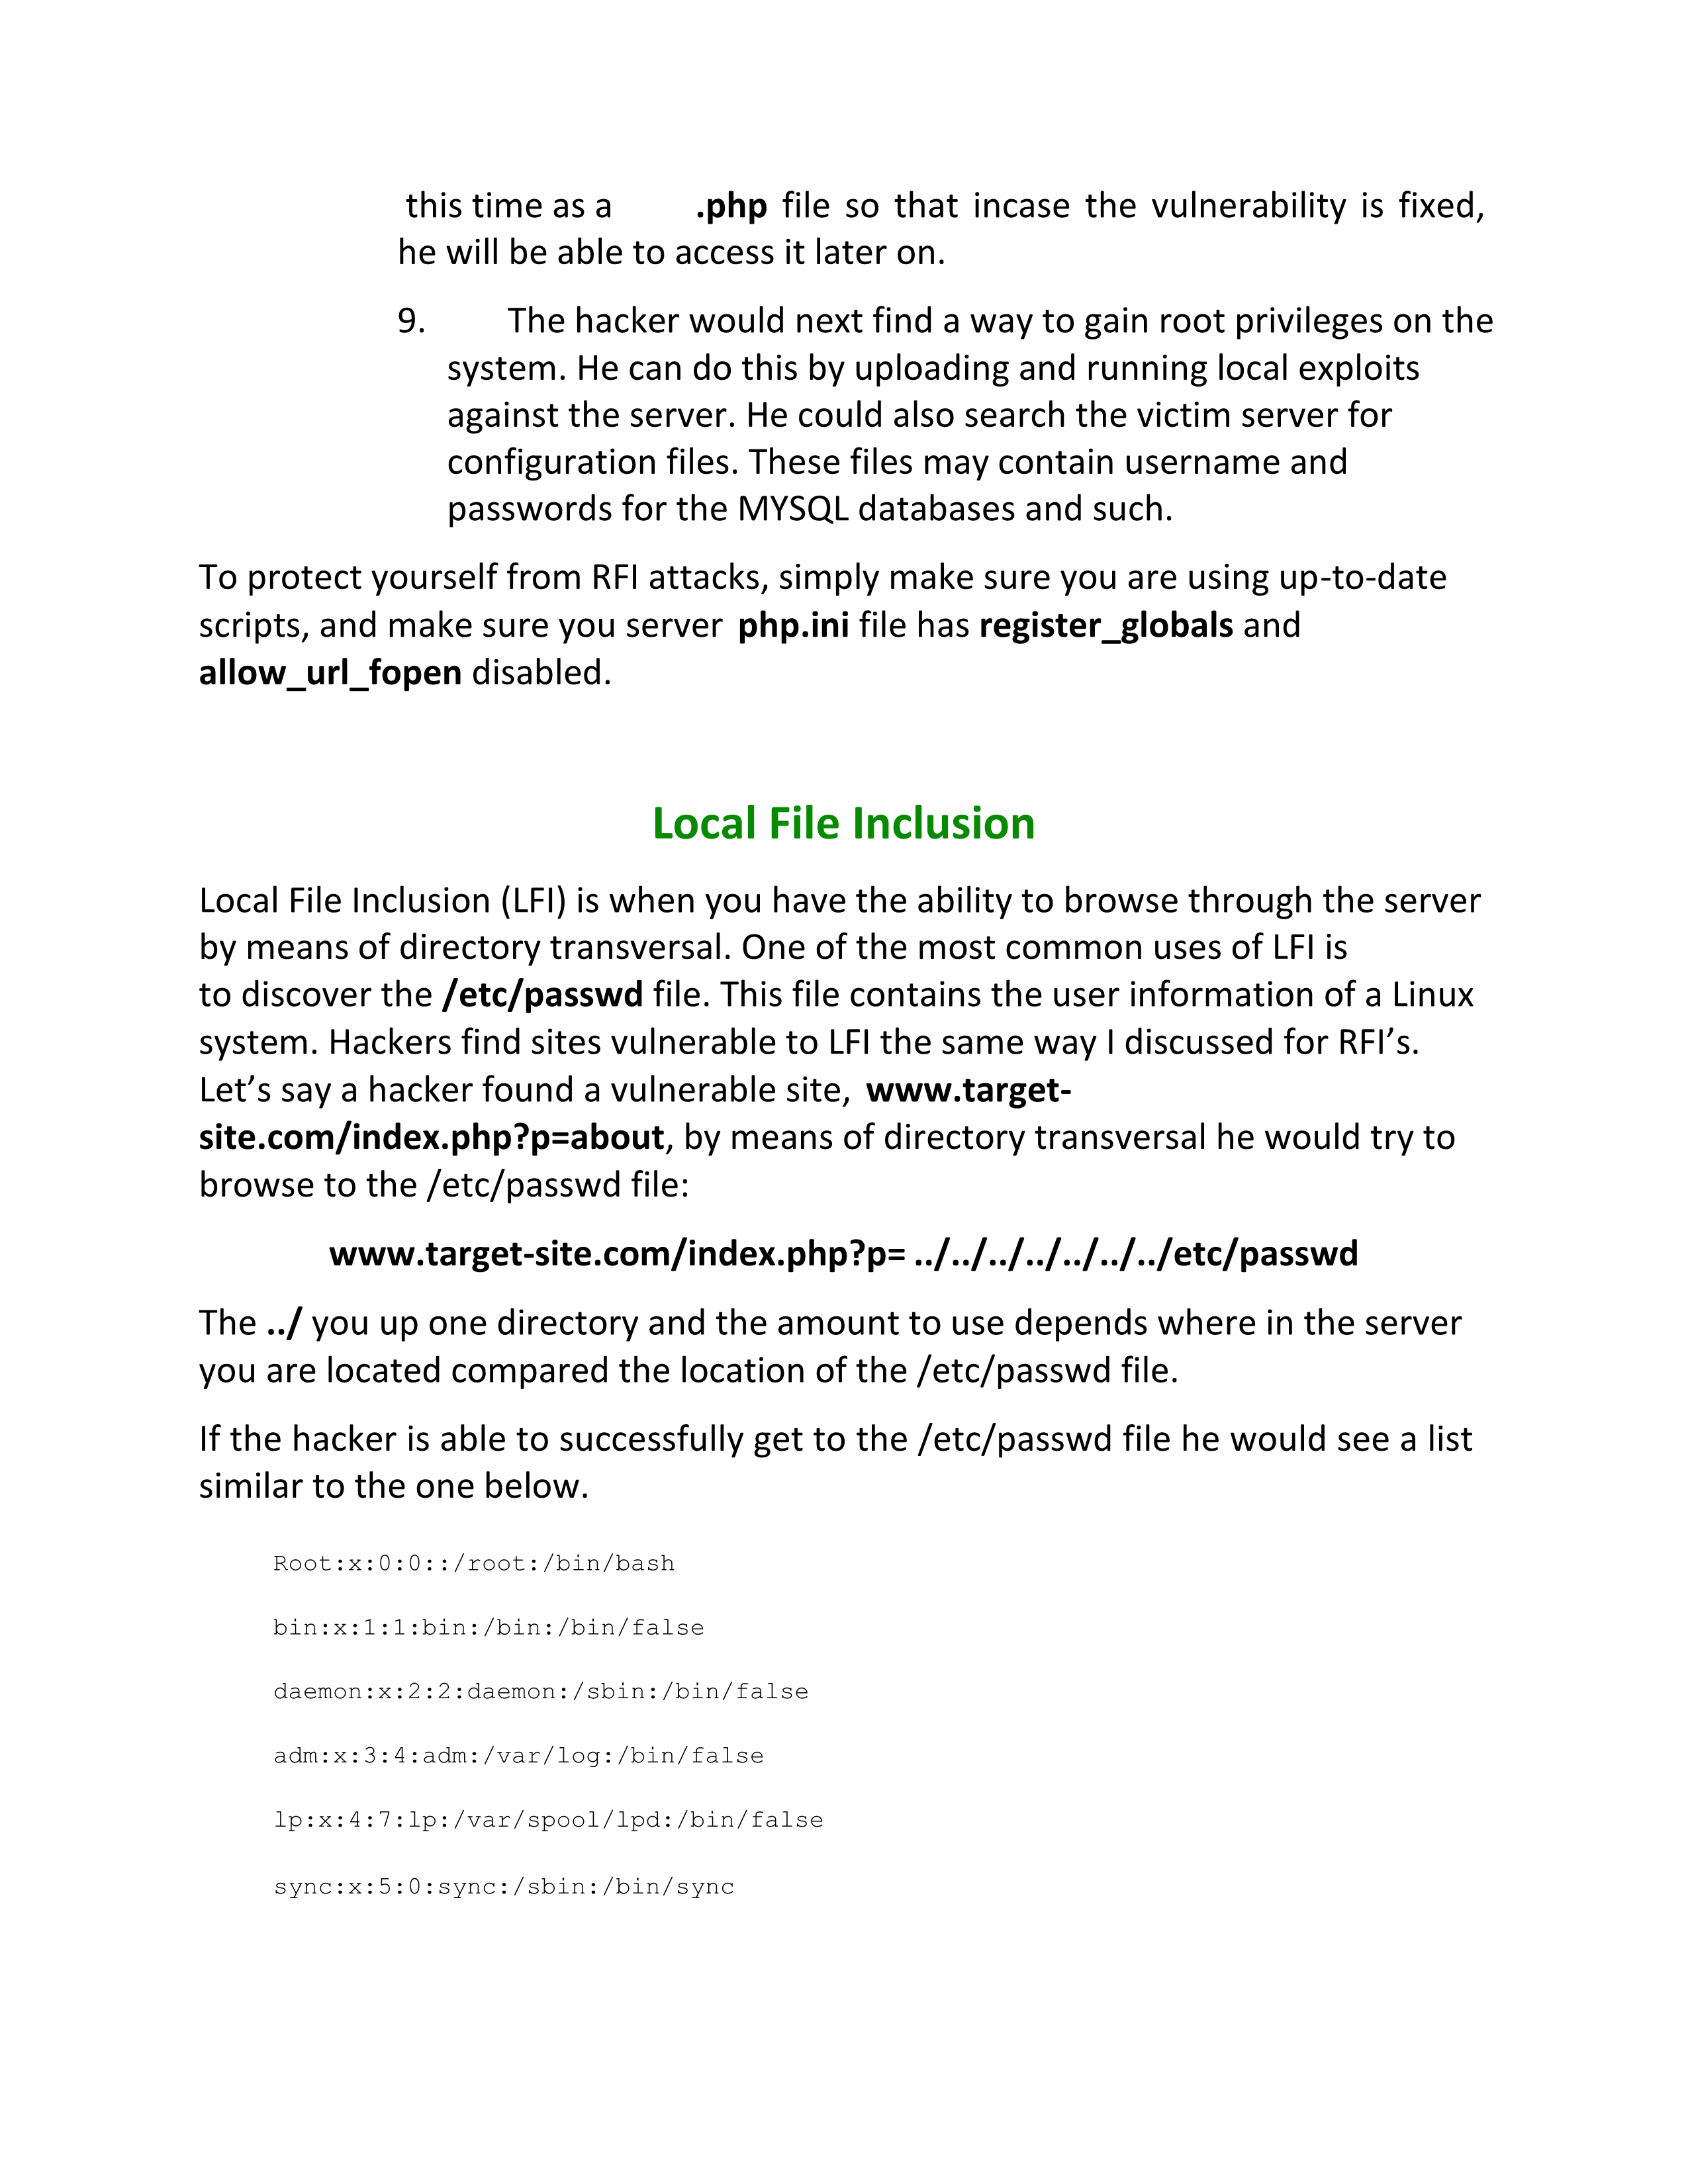 this time as a .php file so that incase the vulnerability is fixed,
he will be able to access it later on.
9. The hacker would next find a way to gain root privileges on the
system. He can do this by uploading and running local exploits
against the server. He could also search the victim server for
configuration files. These files may contain username and
passwords for the MYSQL databases and such.
To protect yourself from RFI attacks, simply make sure you are using up-to-date
scripts, and make sure you server php.ini file has register_globals and
allow_url_fopen disabled.
Local File Inclusion
Local File Inclusion (LFI) is when you have the ability to browse through the server
by means of directory transversal. One of the most common uses of LFI is
to discover the /etc/passwd file. This file contains the user information of a Linux
system. Hackers find sites vulnerable to LFI the same way I discussed for RFI’s.
Let’s say a hacker found a vulnerable site, www.target-
site.com/index.php?p=about, by means of directory transversal he would try to
browse to the /etc/passwd file:
www.target-site.com/index.php?p= ../../../../../../../etc/passwd
The ../ you up one directory and the amount to use depends where in the server
you are located compared the location of the /etc/passwd file.
If the hacker is able to successfully get to the /etc/passwd file he would see a list
similar to the one below.
Root:x:0:0::/root:/bin/bash
bin:x:1:1:bin:/bin:/bin/false
daemon:x:2:2:daemon:/sbin:/bin/false
adm:x:3:4:adm:/var/log:/bin/false
lp:x:4:7:lp:/var/spool/lpd:/bin/false
sync:x:5:0:sync:/sbin:/bin/sync